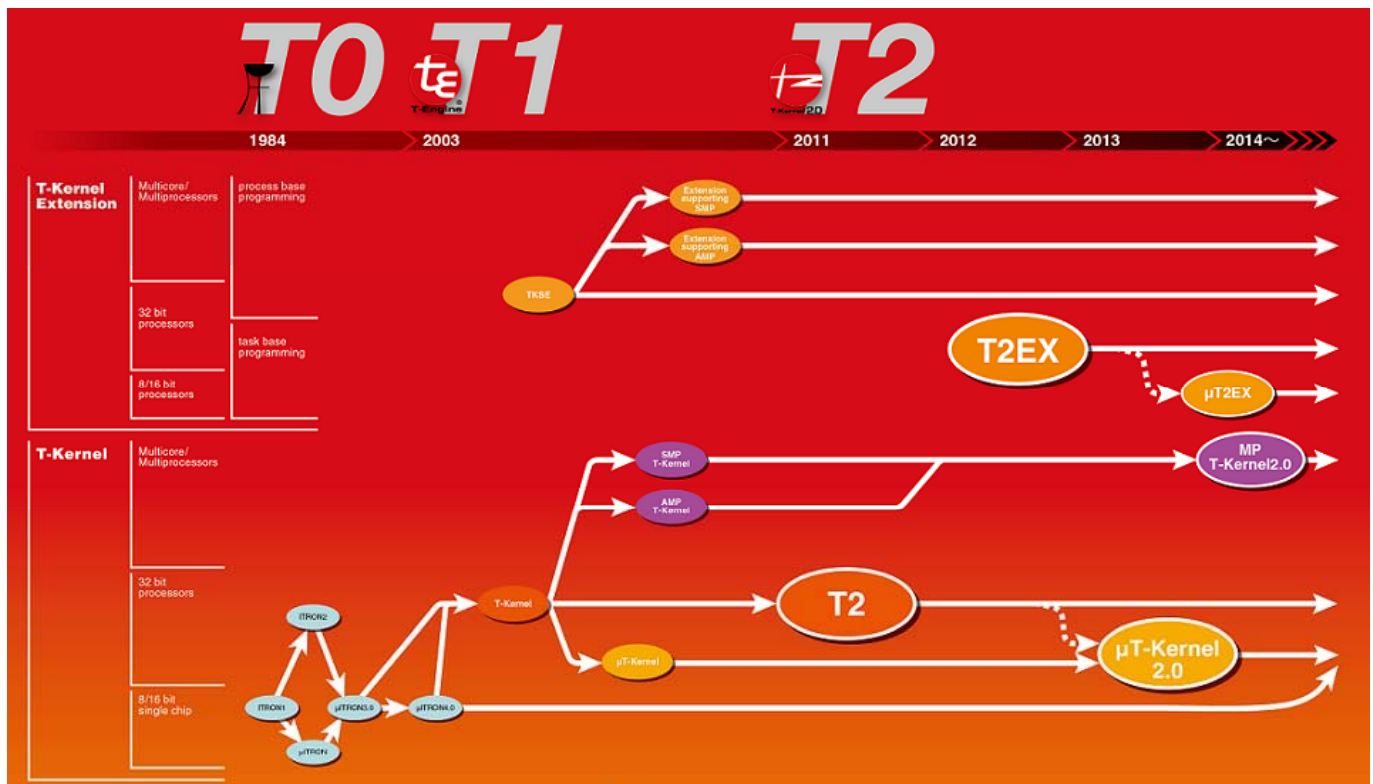 T0
T1
T2
T-Engine
T-Kernel2.0
1984
2003
2011
2012
2013
2014～
T-Kernel
Extension
Multicore/
Multiprocessors
process base
programming
32 bit
processors
task base
programming
8/16 bit
processors
Extension
supporting
SMP
Extension
supporting
AMP
TKSE
T2EX
µT2EX
T-Kernel
Multicore/
Multiprocessors
32 bit
processors
8/16 bit
single chip
SMP
T-Kernel
AMP
T-Kernel
MP
T-Kernel2.0
T-Kernel
T2
ITRON2
µT-Kernel
µT-Kernel
2.0
ITRON1
µITRON3.0
µITRON4.0
µITRON